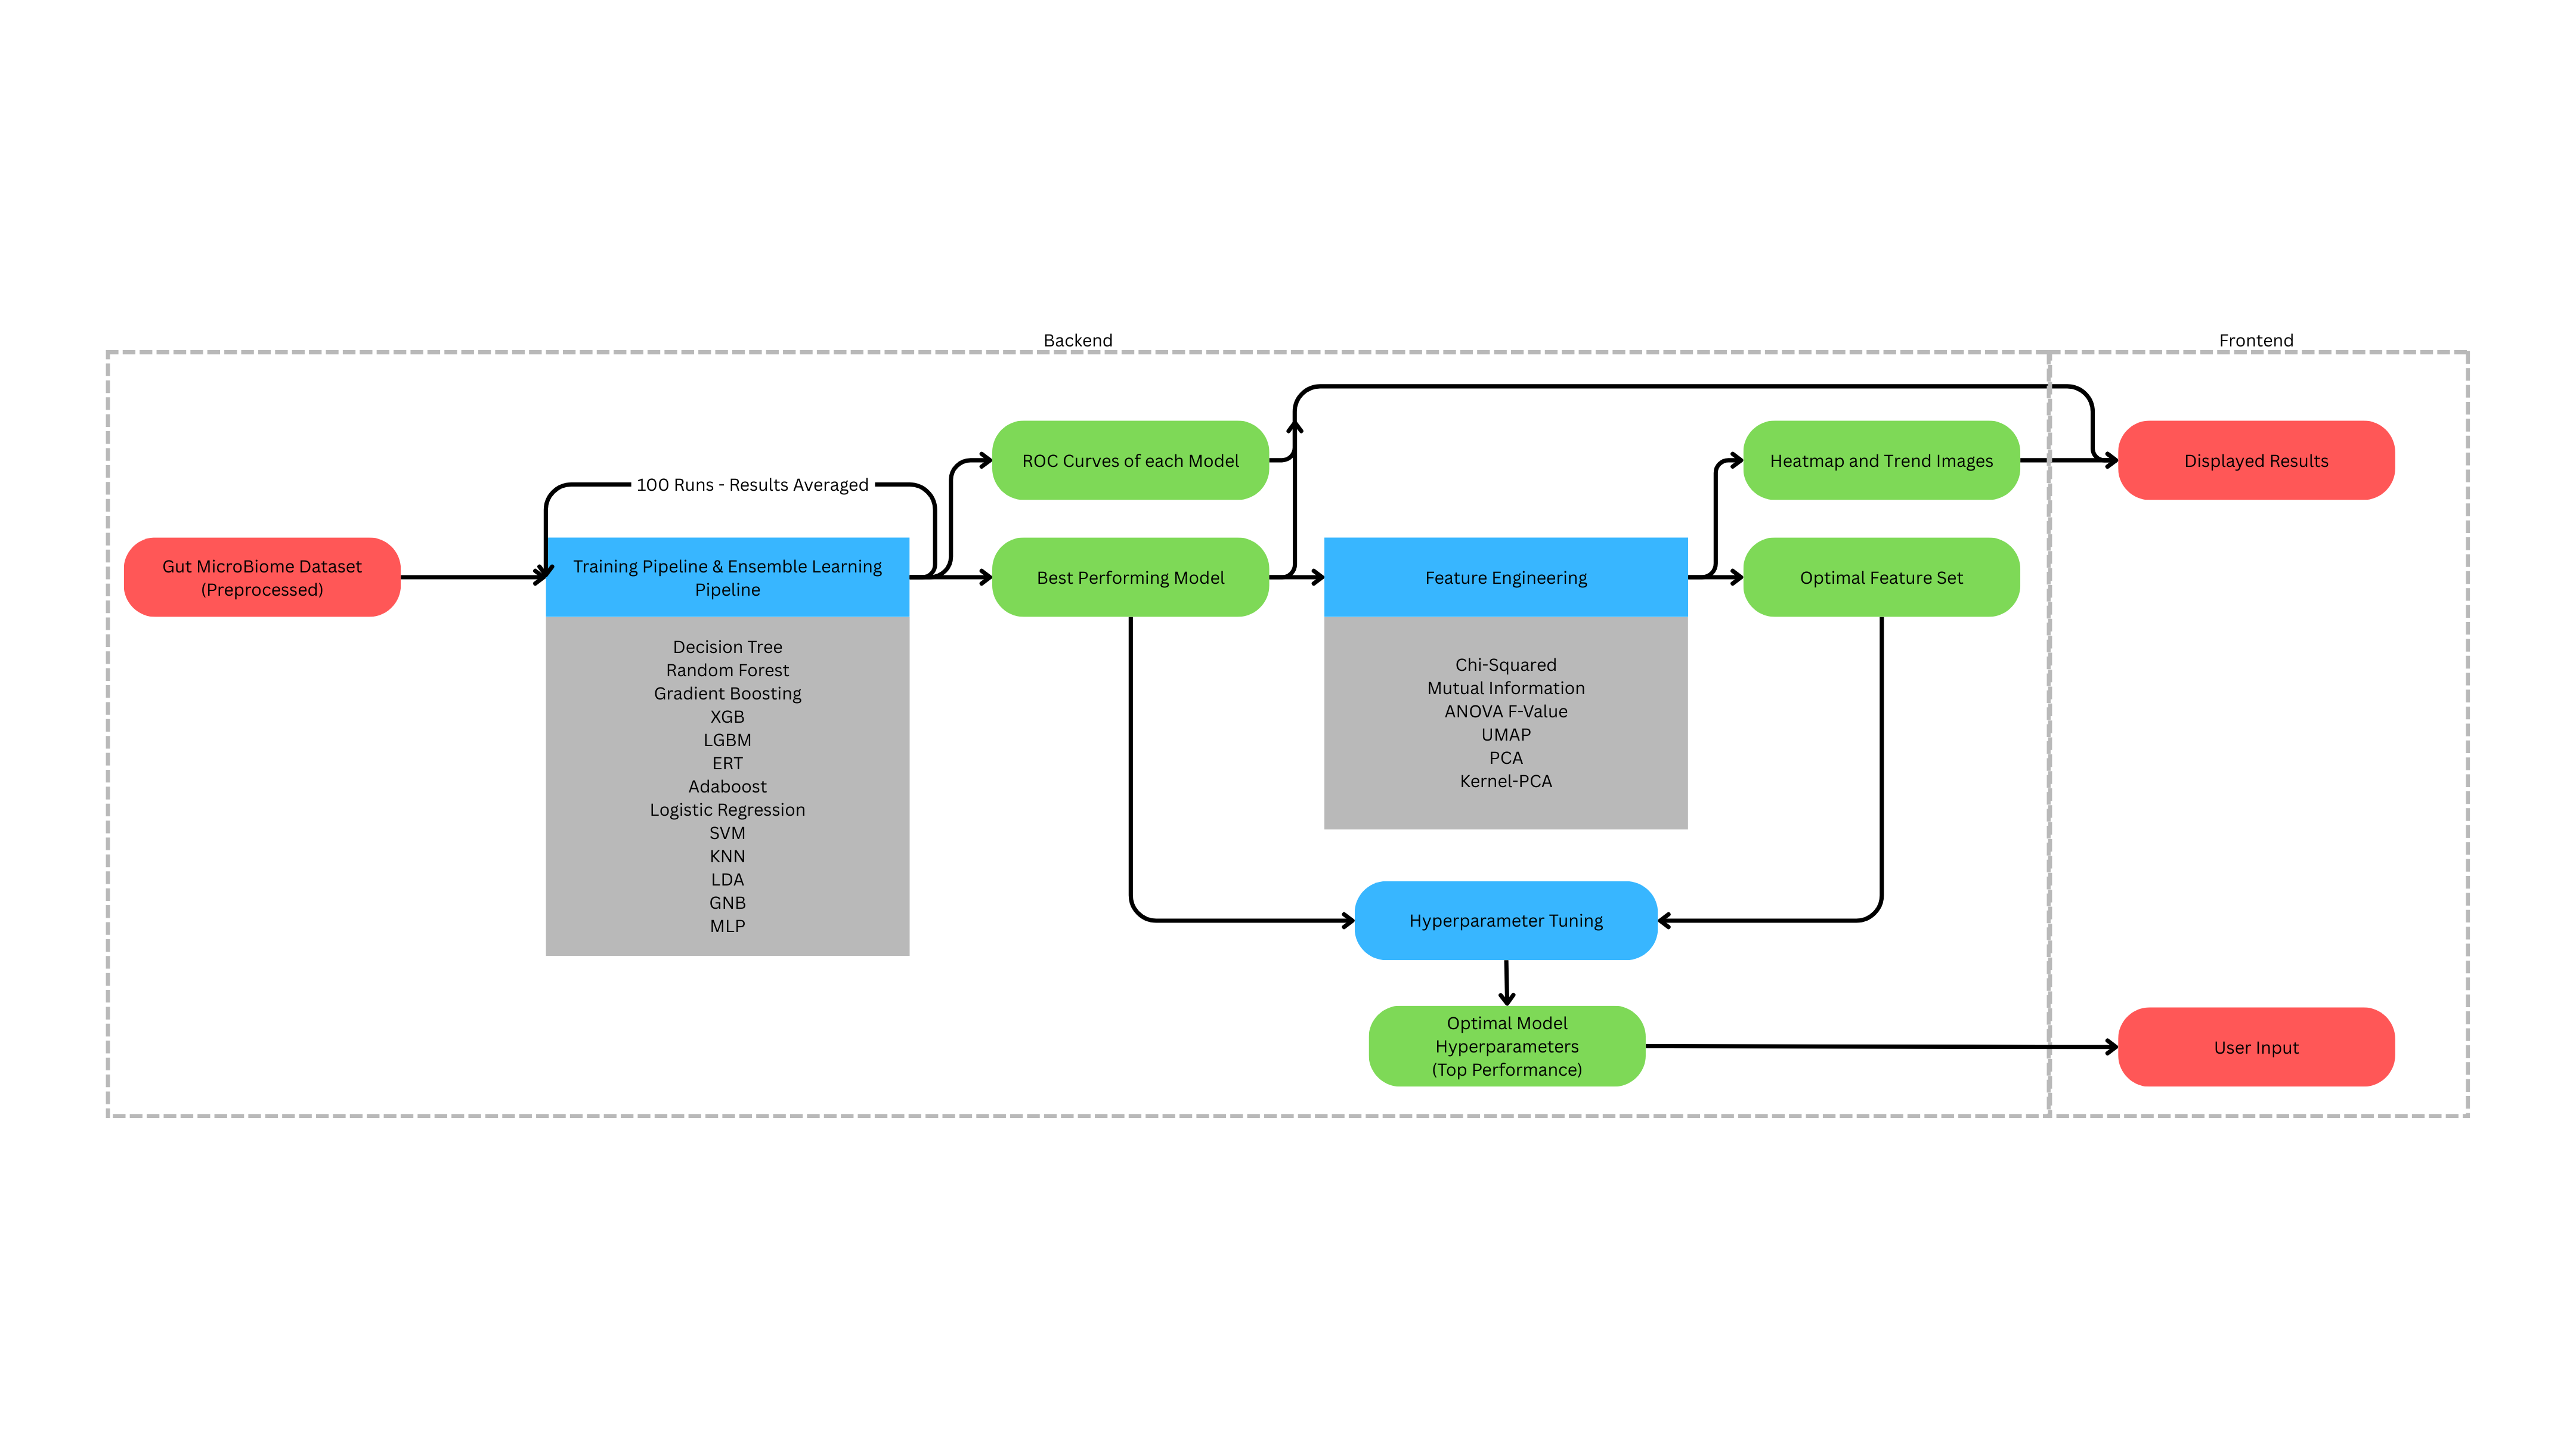 Backend
Frontend
ROC Curves of each Model
Heatmap and Trend Images
Displayed Results
100 Runs - Results Averaged
Gut MicroBiome Dataset
(Preprocessed)
Training Pipeline & Ensemble Learning
Pipeline
Best Performing Model
Feature Engineering
Optimal Feature Set
Decision Tree
Random Forest
Gradient Boosting
XGB
LGBM
ERT
Adaboost
Logistic Regression
SVM
KNN
LDA
GNB
MLP
Chi-Squared
Mutual Information
ANOVA F-Value
UMAP
PCA
Kernel-PCA
Hyperparameter Tuning
Optimal Model
Hyperparameters
(Top Performance)
User Input